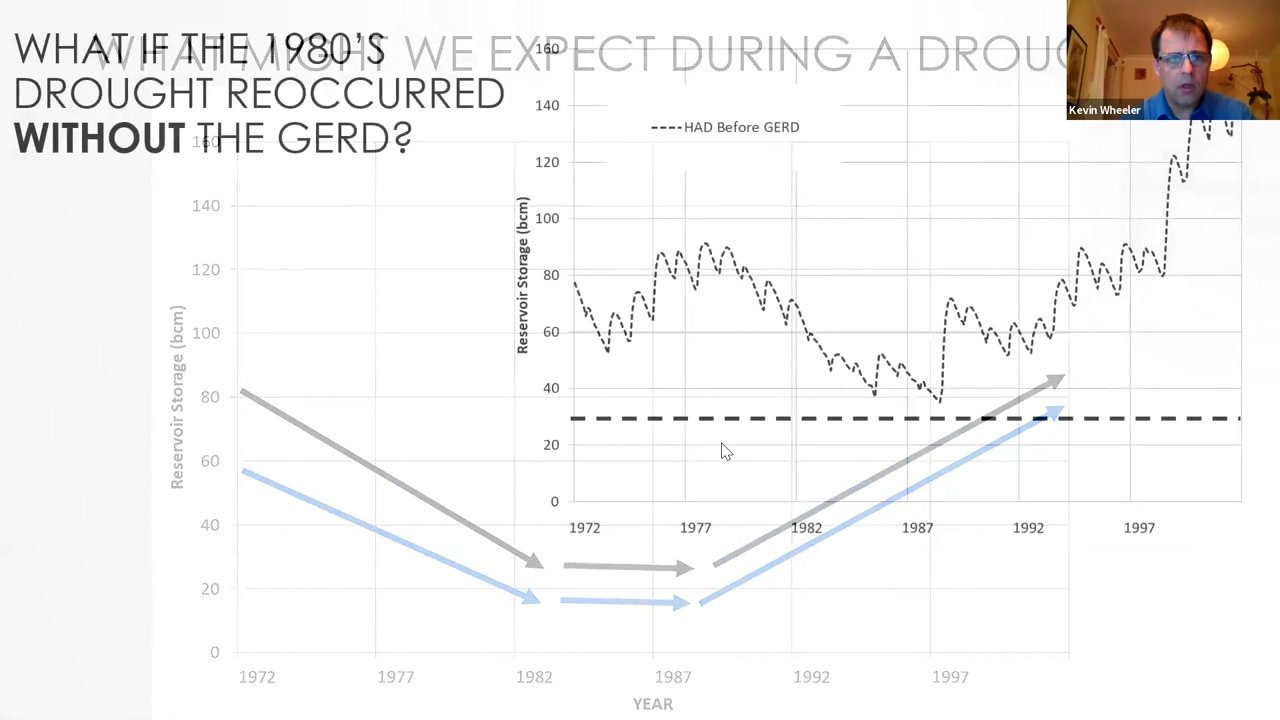 WHAT IF THE 1980'S
DROUGHT REOCCURRED
WITHOUT THE GERD?
WHAT MIGHT WE EXPECT DURING A DROUG
Kevin Wheeler
HAD Before GERD
Reservoir Storage (bcm)
160
140
120
100
80
60
40
20
0
1972 1977 1982 1987 1992 1997
Reservoir Storage (bcm)
160
140
120
100
80
60
40
20
0
1972 1977 1982 1987 1992 1997
YEAR